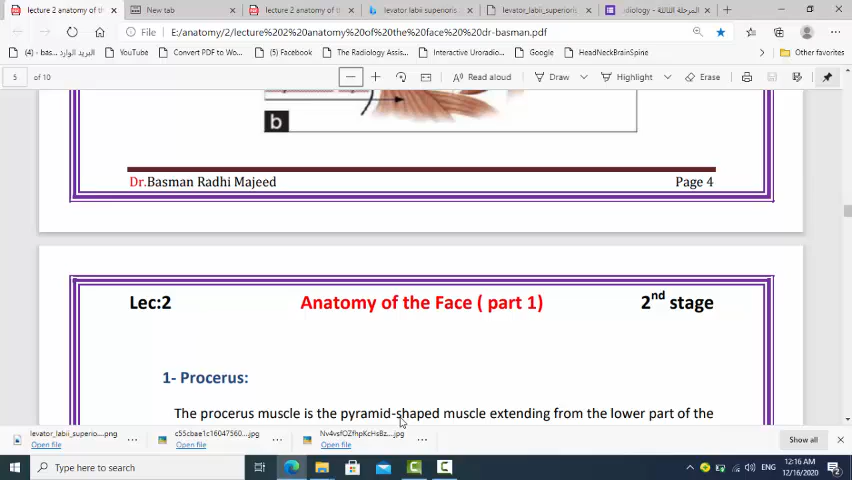 lecture 2 anatomy of th
New tab
lecture 2 anatomy of t
levator labii superioris
levator_labii_superioris
المرحلة الثالثة
File
E:/anatomy/2/lecture%202%20anatomy%20of%20the%20face%20%20dr-basman.pdf
البريد الوارد (4) - bas...
YouTube
Convert PDF to Wor...
(3) Facebook
The Radiology Assist...
Interactive Uroradio...
Google
HeadNeckBrainSpine
Other favorites
5 of 10
Read aloud
Draw
Highlight
Erase
b
Dr.Basman Radhi Majeed
Page 4
Lec:2
Anatomy of the Face ( part 1)
2nd stage
1- Procerus:
The procerus muscle is the pyramid-shaped muscle extending from the lower part of the
levator_labii_superio....png
Open file
c55cbae1c16047560....jpg
Open file
Nv4vsfOZfhpKcHsBz....jpg
Open file
Show all
Type here to search
ENG
12:16 AM
12/16/2020
2